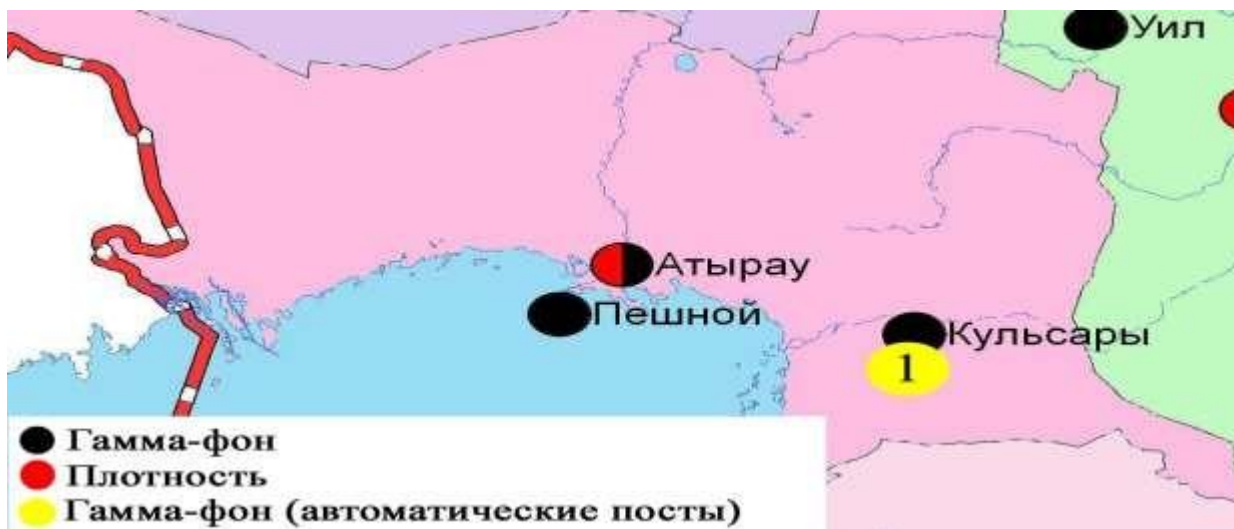 Уил
Атырау
Пешной
Кульсары
1
Гамма-фон
Плотность
Гамма-фон (автоматические посты)